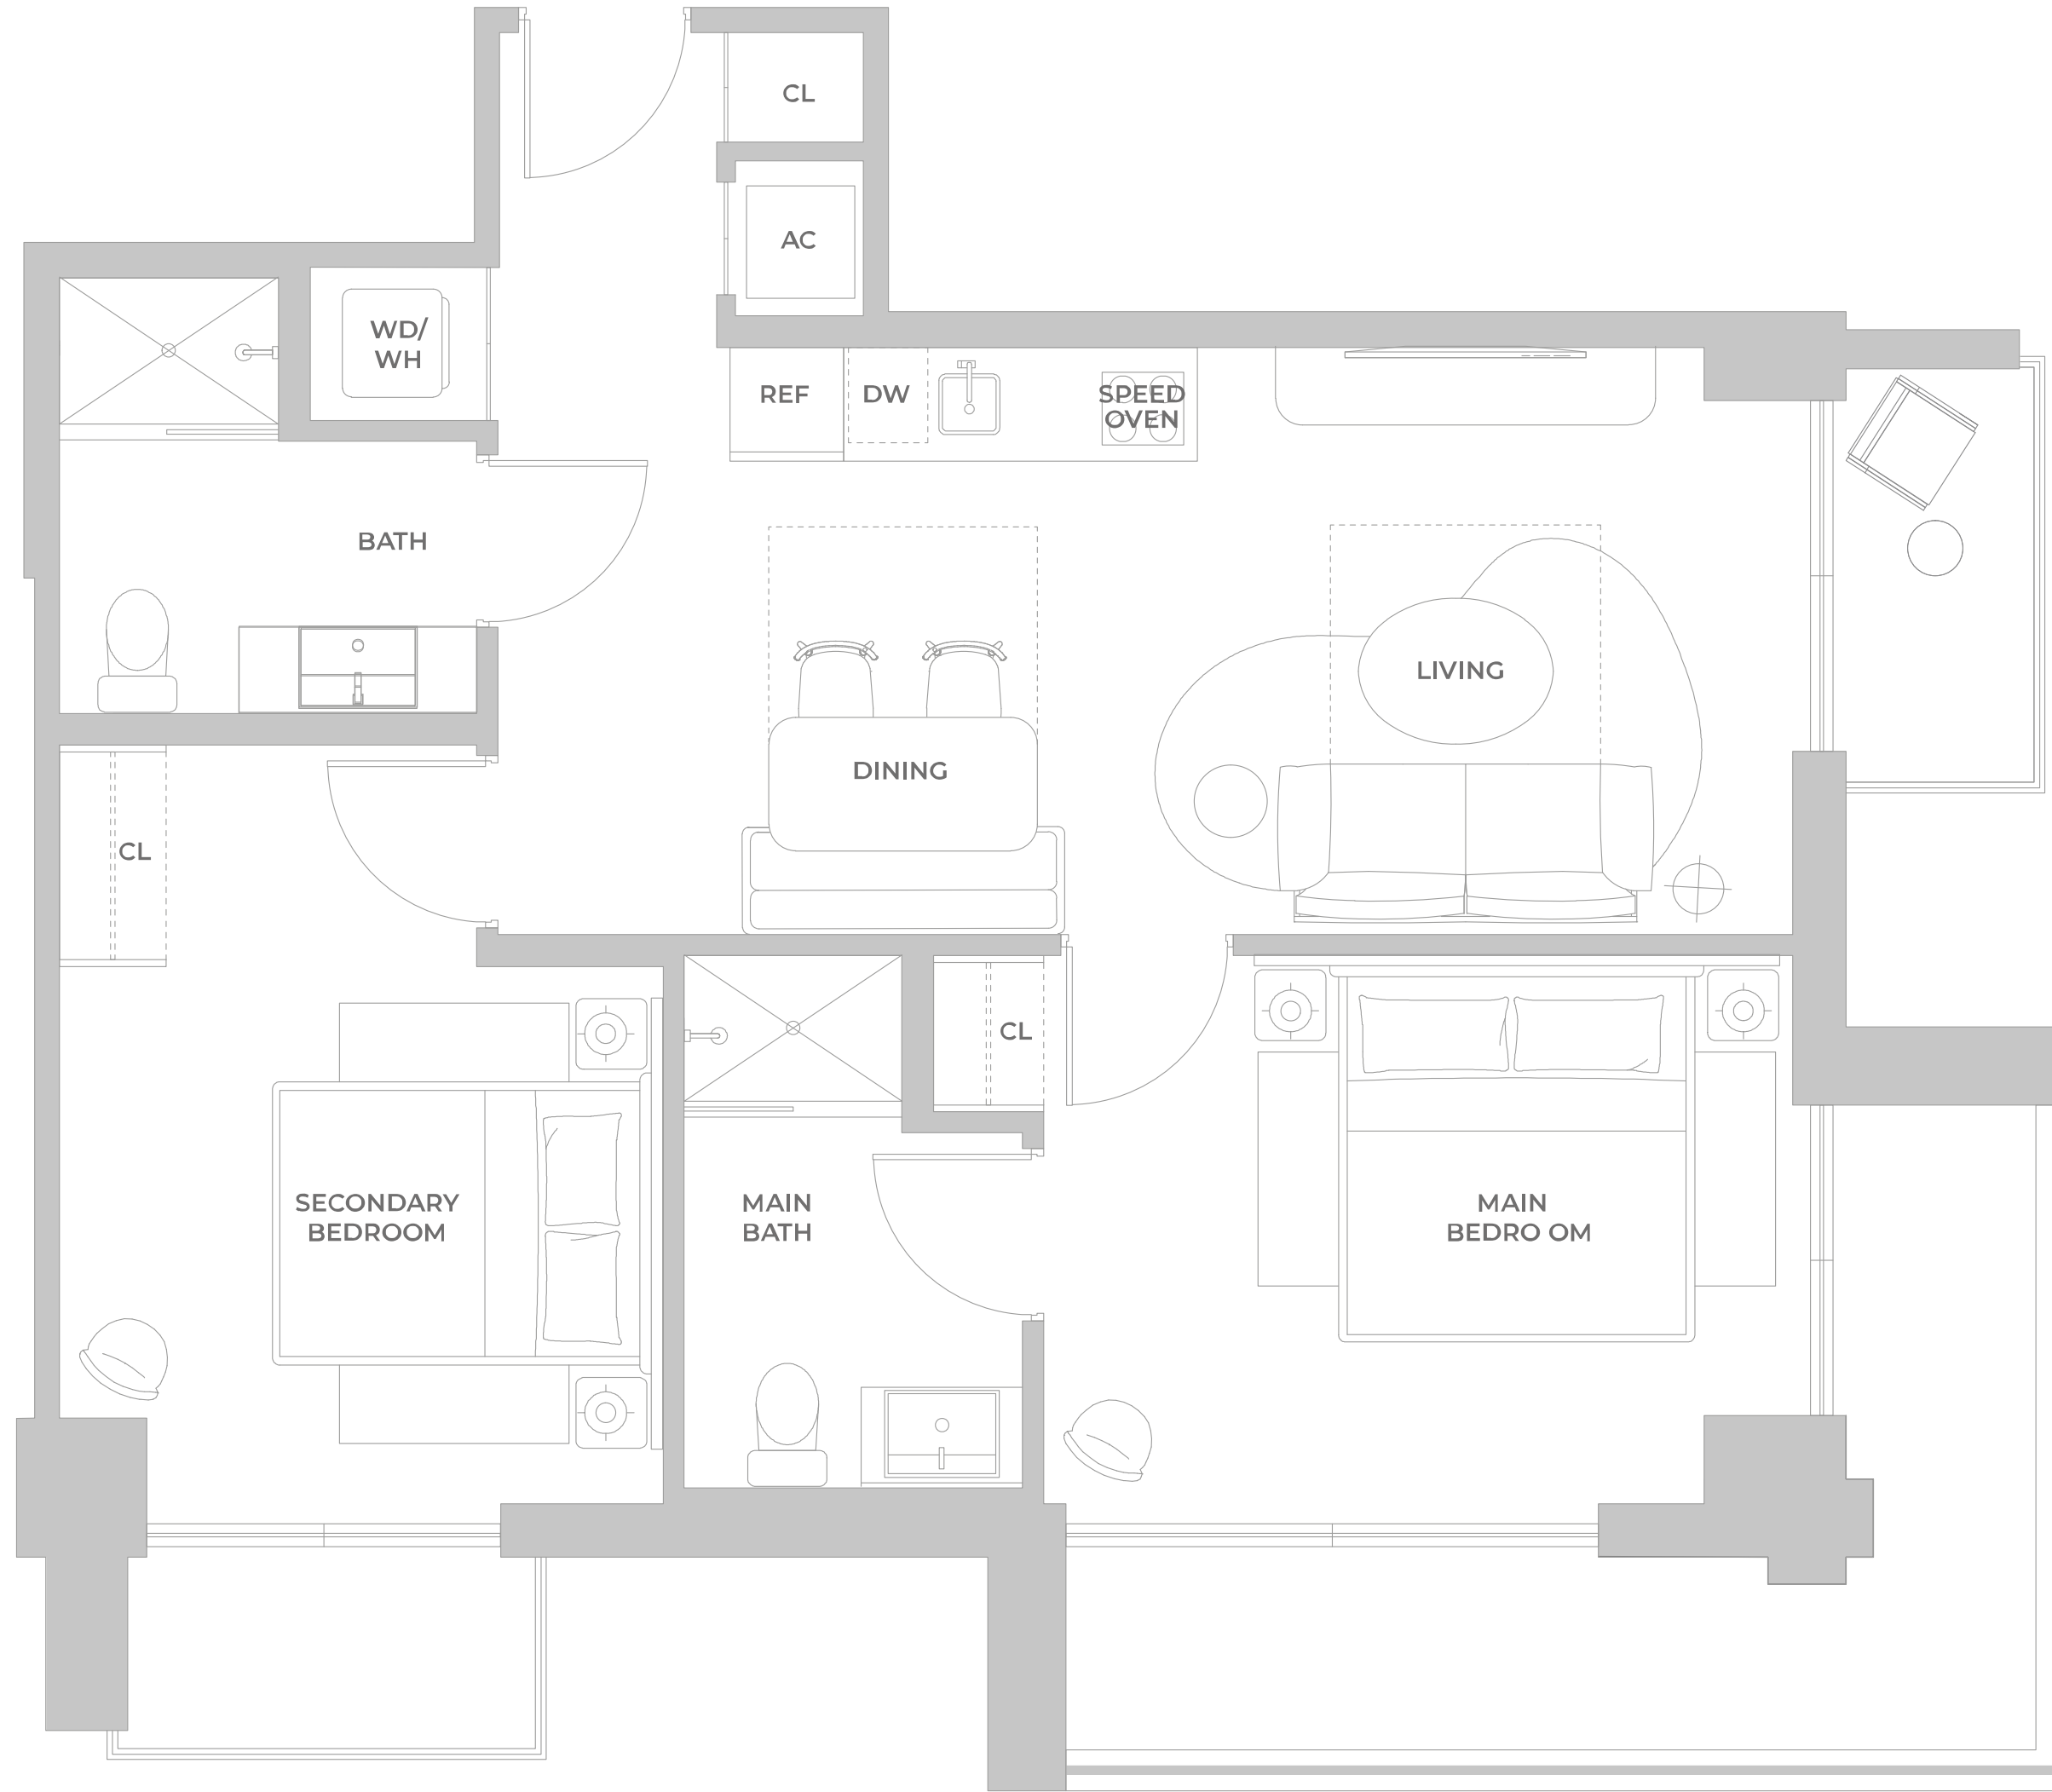 CL
AC
WD/
WH
REF
DW
SPEED
OVEN
BATH
LIVING
DINING
CL
CL
SECONDARY
BEDROOM
MAIN
BATH
MAIN
BEDRO OM